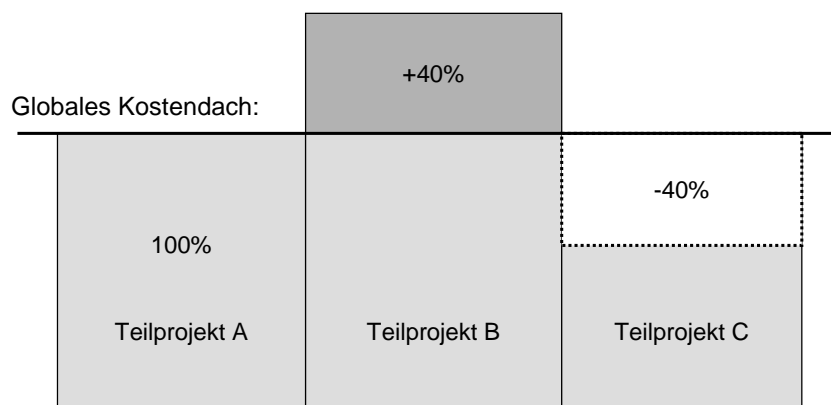 +40%
Globales Kostendach:
-40%
100%
Teilprojekt A
Teilprojekt B
Teilprojekt C